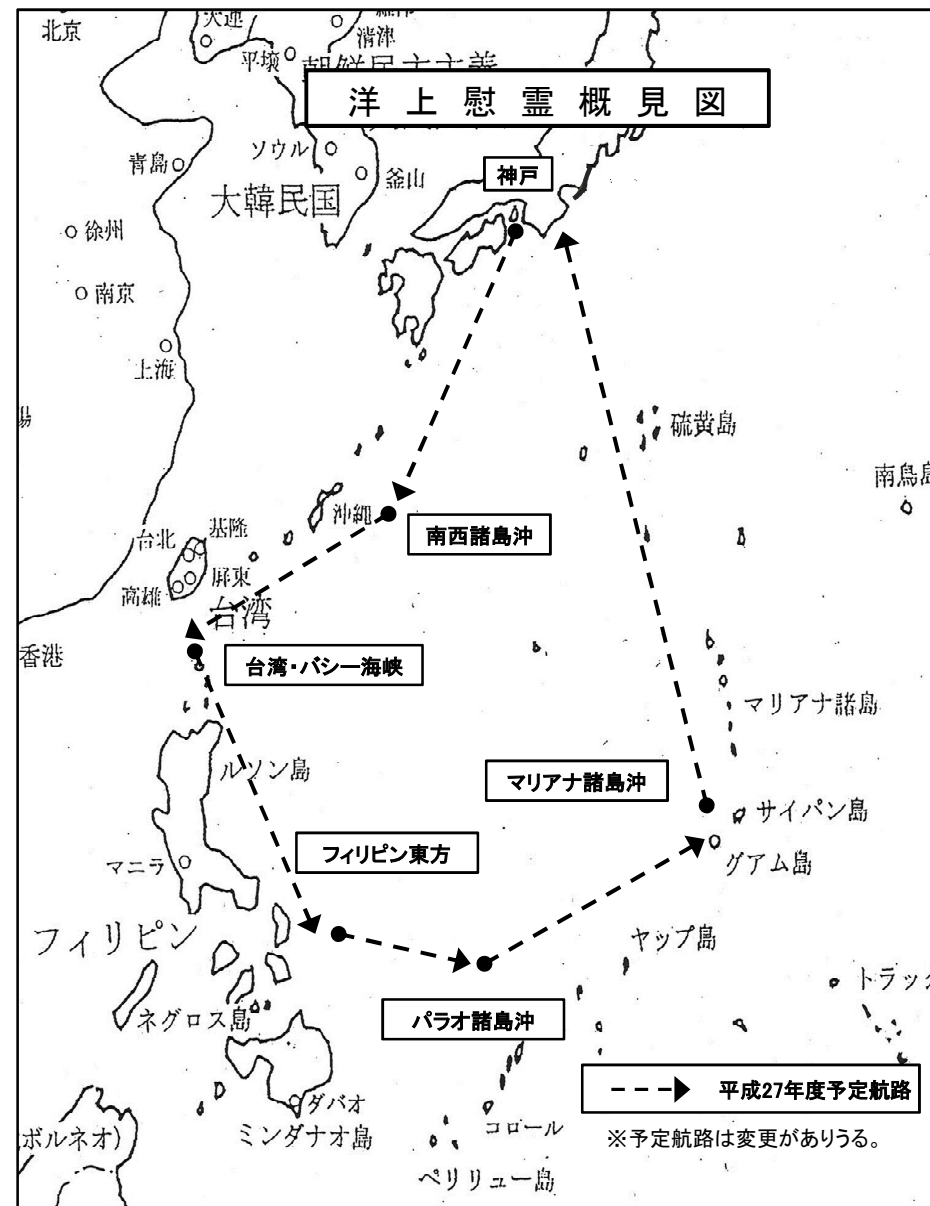 北京
大連
清津
平壌
朝鮮民主主義
洋上慰霊概見図
ソウル
青島
釜山
神戸
大韓民国
徐州
南京
上海
硫黄島
南鳥島
沖縄
基隆
台北
南西諸島沖
屏東
高雄
台湾
香港
台湾・バシー海峡
マリアナ諸島
ルソン島
マリアナ諸島沖
サイパン島
フィリピン東方
グアム島
マニラ
フィリピン
ヤップ島
トラック
ネグロス島
パラオ諸島沖
平成27年度予定航路
ダバオ
コロール
ボルネオ)
ミンダナオ島
※予定航路は変更がありうる。
ペリリュー島